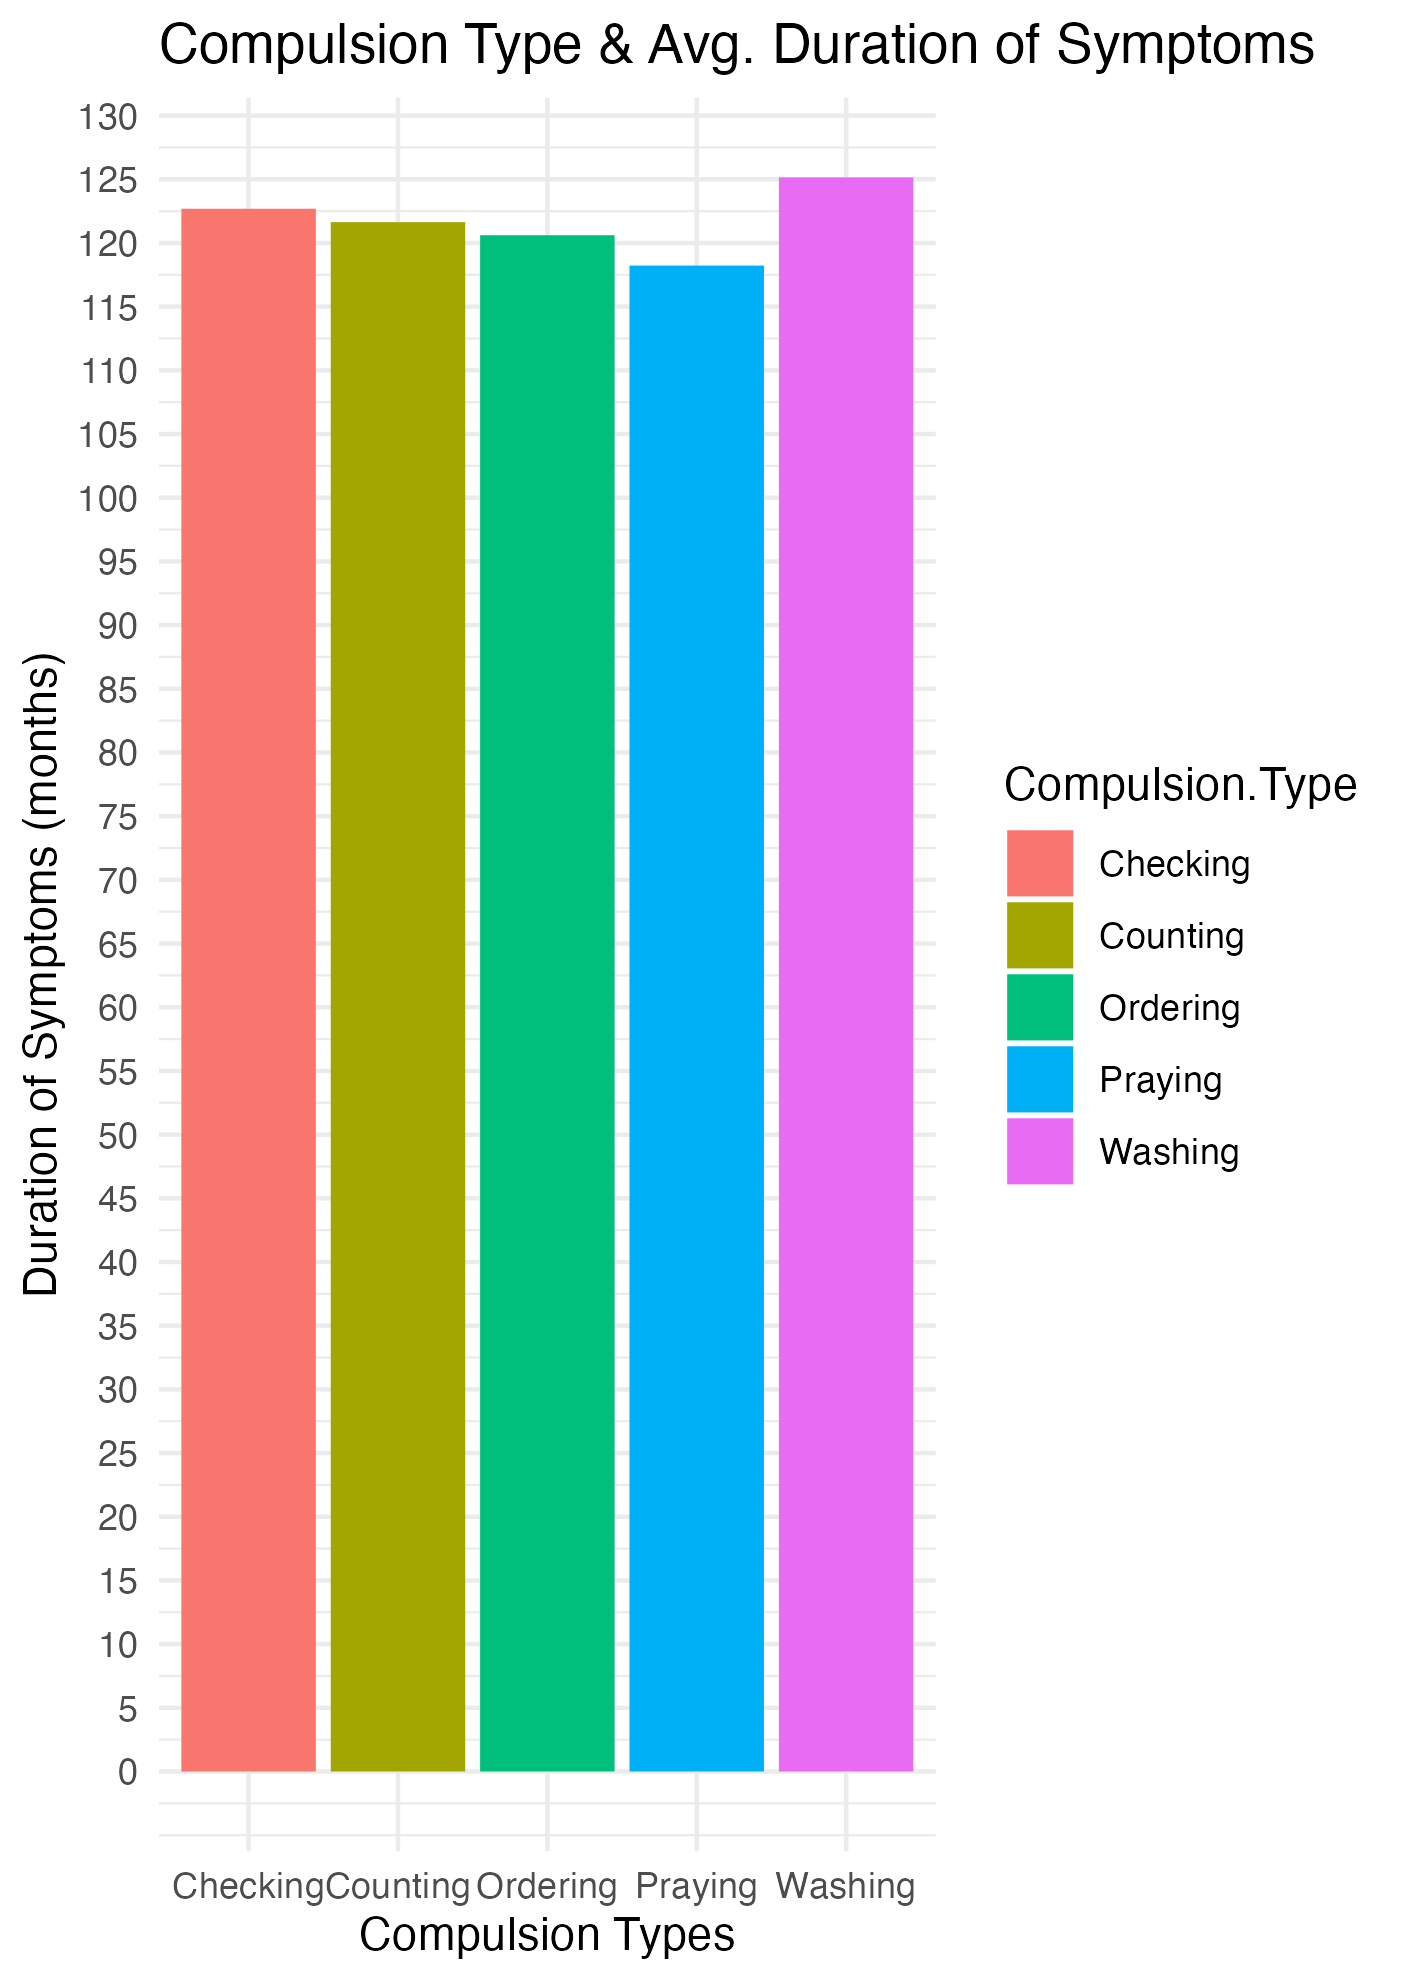 Compulsion Type & Avg. Duration of Symptoms
130
125
120
115
110
105
100
95
90
85
80
75
70
65
60
55
50
45
40
35
30
25
20
15
10
5
0
Duration of Symptoms (months)
Checking Counting Ordering Praying Washing
Compulsion Types
Compulsion.Type
Checking
Counting
Ordering
Praying
Washing